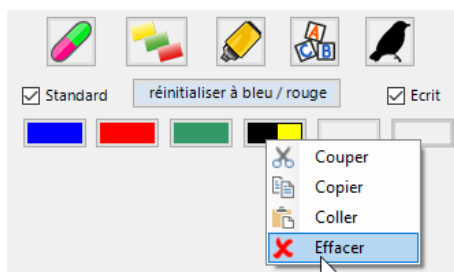 A
C B
Standard
réinitialiser à bleu / rouge
Ecrit
Couper
Copier
Coller
Effacer